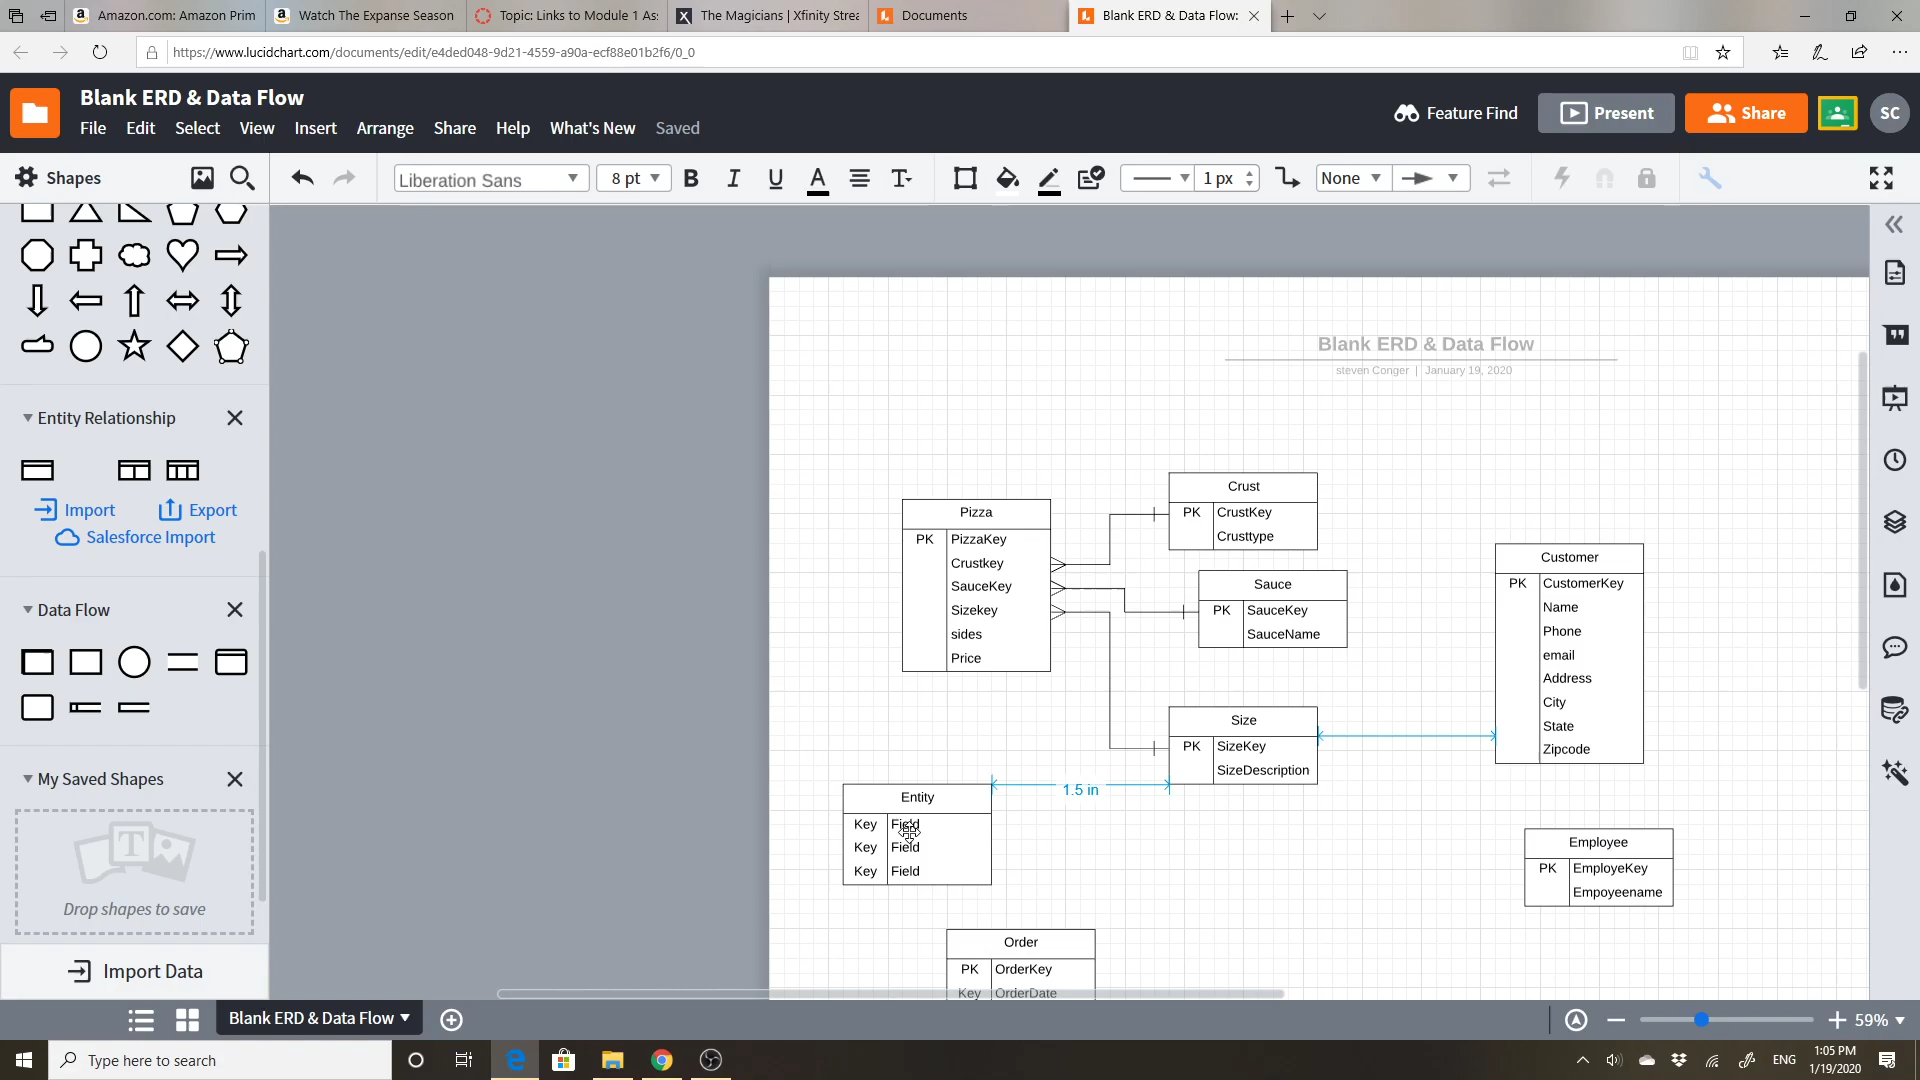 Amazon.com: Amazon Prim
Watch The Expanse Season
Topic: Links to Module 1 As
The Magicians | Xfinity Strea
Documents
Blank ERD & Data Flow:
https://www.lucidchart.com/documents/edit/e4ded048-9d21-4559-a90a-ecf88e01b2f6/0_0
Blank ERD & Data Flow
File Edit Select View Insert Arrange Share Help What's New Saved
Feature Find
Present
Share
SC
Shapes
Liberation Sans
8 pt
B I U A T
1 px
None
Entity Relationship
Import
Export
Salesforce Import
Data Flow
My Saved Shapes
T
Drop shapes to save
Import Data
Blank ERD & Data Flow
steven Conger | January 19, 2020
Pizza
PK PizzaKey
Crustkey
SauceKey
Sizekey
sides
Price
Crust
PK CrustKey
Crusttype
Sauce
PK SauceKey
SauceName
Size
PK SizeKey
SizeDescription
Customer
PK CustomerKey
Name
Phone
email
Address
City
State
Zipcode
1.5 in
Entity
Key Field
Key Field
Key Field
Employee
PK EmployeKey
Empoyeename
Order
PK OrderKey
Key OrderDate
Blank ERD & Data Flow
59%
Type here to search
ENG
1:05 PM
1/19/2020